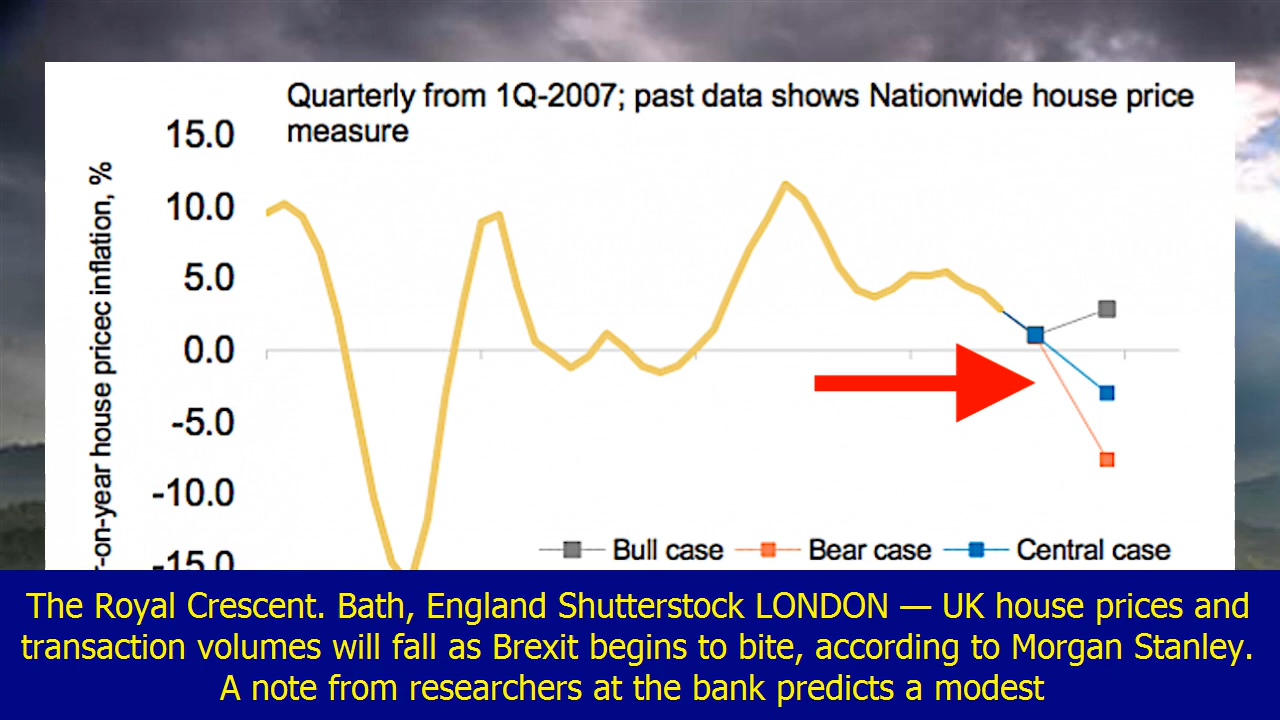 Quarterly from 1Q-2007; past data shows Nationwide house price
measure
15.0
10.0
5.0
0.0
-5.0
-10.0
-15.0
-on-year house pricec inflation, %
Bull case
Bear case
Central case
The Royal Crescent. Bath, England Shutterstock LONDON — UK house prices and
transaction volumes will fall as Brexit begins to bite, according to Morgan Stanley.
A note from researchers at the bank predicts a modest